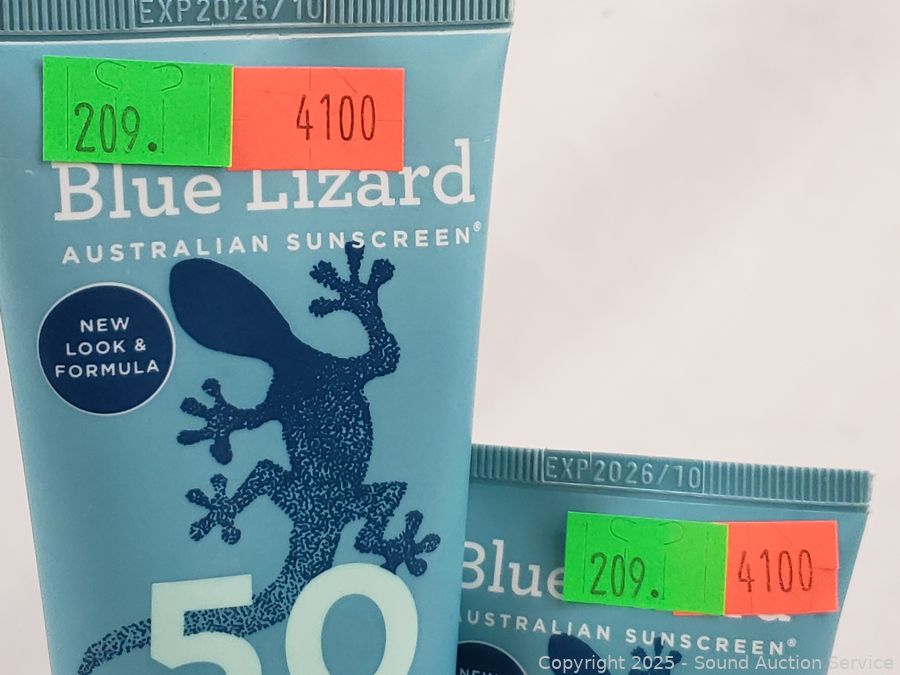 EXP2026/10
209. 4100
Blue Lizard
AUSTRALIAN SUNSCREEN®
NEW
LOOK &
FORMULA
50
EXP2026/10
209. 4100
Blue
AUSTRALIAN SUNSCREEN®
NEW
Copyright 2025 - Sound Auction Service